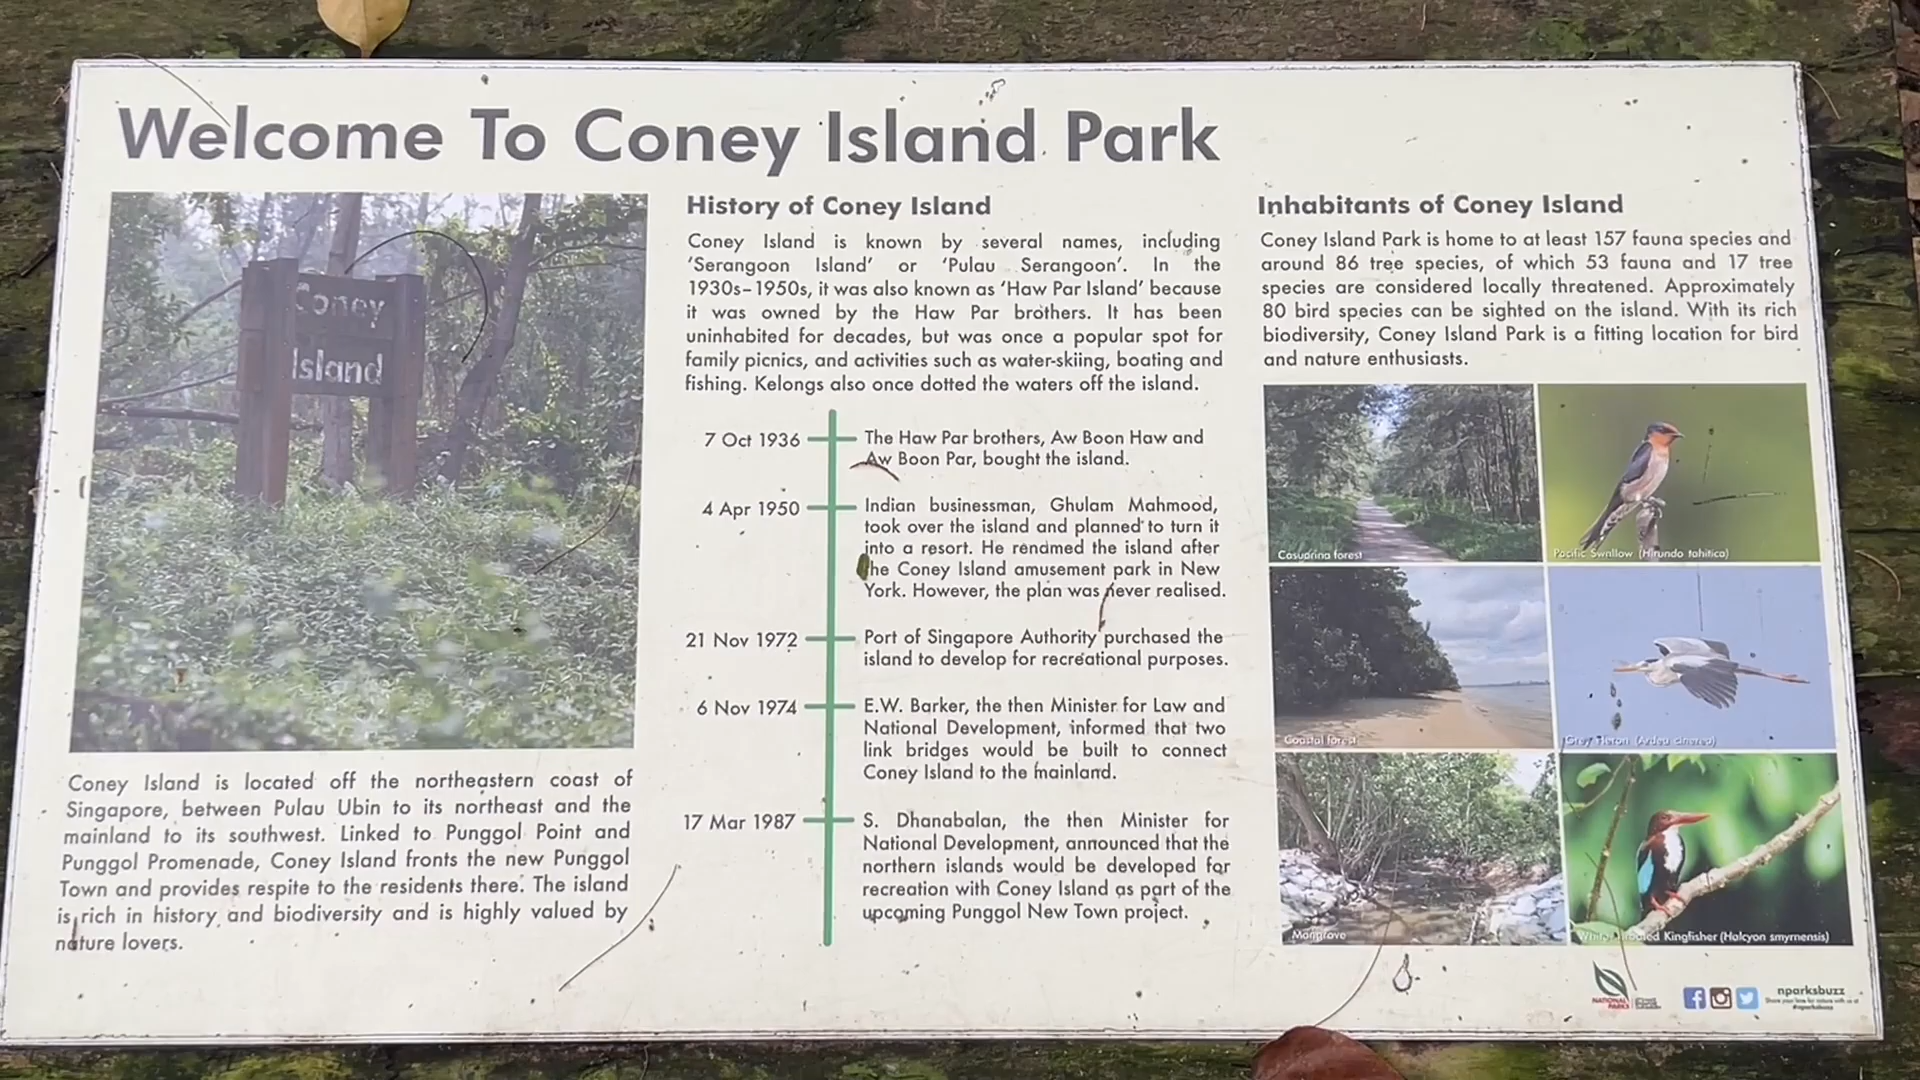 Welcome To Coney Island Park
Coney
Island
Coney Island is located off the northeastern coast of
Singapore, between Pulau Ubin to its northeast and the
mainland to its southwest. Linked to Punggol Point and
Punggol Promenade, Coney Island fronts the new Punggol
Town and provides respite to the residents there. The island
is rich in history and biodiversity and is highly valued by
nature lovers.
History of Coney Island
Coney Island is known by several names, including
'Serangoon Island' or 'Pulau Serangoon'. In the
1930s–1950s, it was also known as 'Haw Par Island' because
it was owned by the Haw Par brothers. It has been
uninhabited for decades, but was once a popular spot for
family picnics, and activities such as water-skiing, boating and
fishing. Kelongs also once dotted the waters off the island.
7 Oct 1936
The Haw Par brothers, Aw Boon Haw and
Aw Boon Par, bought the island.
4 Apr 1950
Indian businessman, Ghulam Mahmood,
took over the island and planned to turn it
into a resort. He renamed the island after
the Coney Island amusement park in New
York. However, the plan was never realised.
21 Nov 1972
Port of Singapore Authority purchased the
island to develop for recreational purposes.
6 Nov 1974
E.W. Barker, the then Minister for Law and
National Development, informed that two
link bridges would be built to connect
Coney Island to the mainland.
17 Mar 1987
S. Dhanabalan, the then Minister for
National Development, announced that the
northern islands would be developed for
recreation with Coney Island as part of the
upcoming Punggol New Town project.
Inhabitants of Coney Island
Coney Island Park is home to at least 157 fauna species and
around 86 tree species, of which 53 fauna and 17 tree
species are considered locally threatened. Approximately
80 bird species can be sighted on the island. With its rich
biodiversity, Coney Island Park is a fitting location for bird
and nature enthusiasts.
Casuarina forest
Pacific Swallow (Hirundo tahitica)
Coastal forest
Grey Heron (Ardea cinerea)
Mangrove
White-throated Kingfisher (Halcyon smyrnensis)
NATIONAL
PARKS
nparksbuzz
Share your love for nature with us at
#nparksbuzz